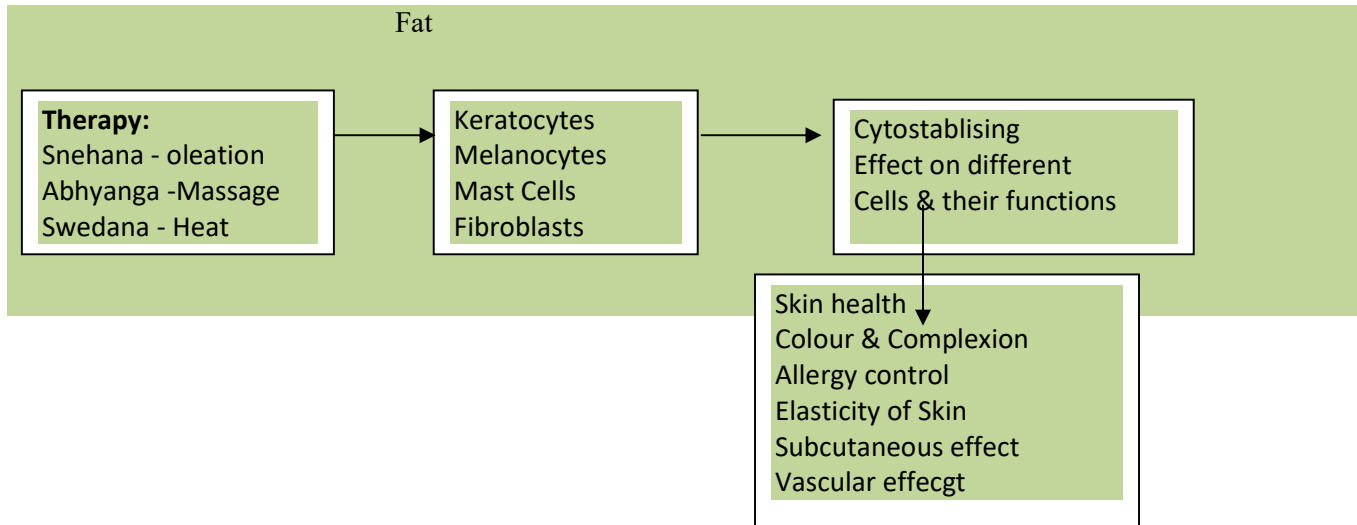 Fat
Therapy:
Snehana - oleation
Abhyanga -Massage
Swedana - Heat
Keratocytes
Melanocytes
Mast Cells
Fibroblasts
Cytostablising
Effect on different
Cells & their functions
Skin health
Colour & Complexion
Allergy control
Elasticity of Skin
Subcutaneous effect
Vascular effecgt